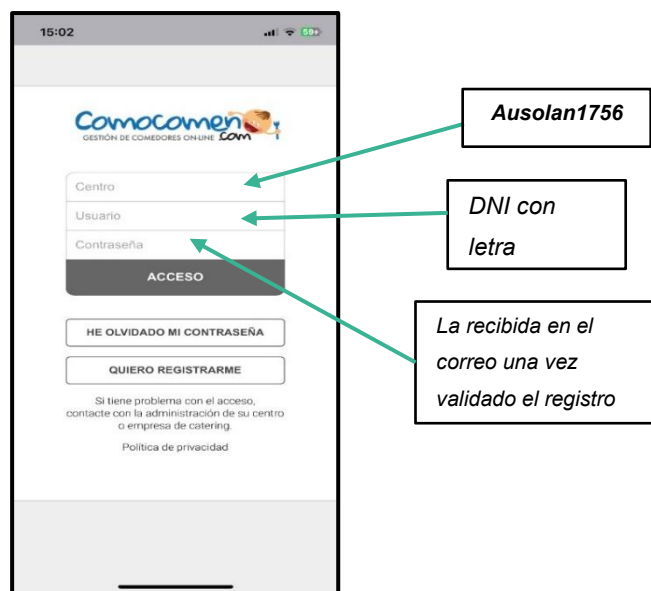 15:02
59
Comocomen
GESTIÓN DE COMEDORES ON-LINE .com
Centro
Usuario
Contraseña
ACCESO
HE OLVIDADO MI CONTRASEÑA
QUIERO REGISTRARME
Si tiene problema con el acceso,
contacte con la administración de su centro
o empresa de catering.
Política de privacidad
Ausolan1756
DNI con
letra
La recibida en el
correo una vez
validado el registro